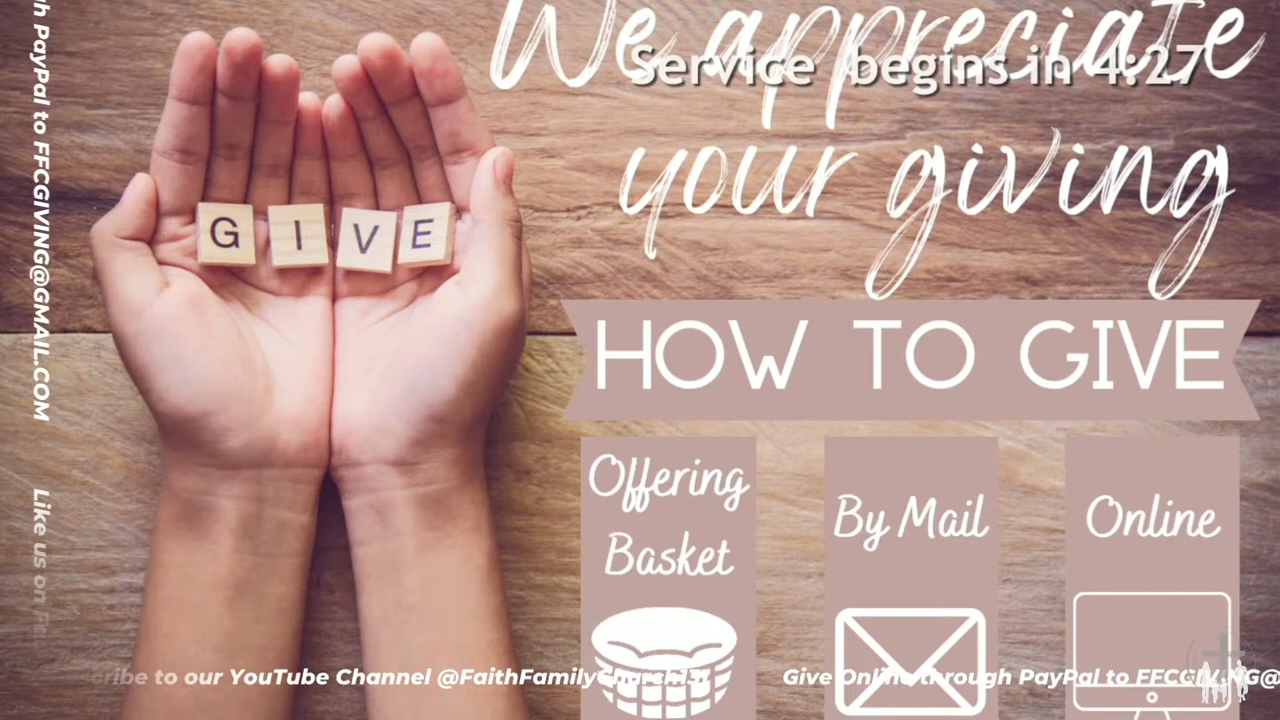 We appreciate
Service begins in 4:27
your giving
GIVE
HOW TO GIVE
Offering
Basket
By Mail
Online
PayPal to FFCGIVING@GMAIL.COM
Like us on
to our YouTube Channel
Give Online through PayPal to